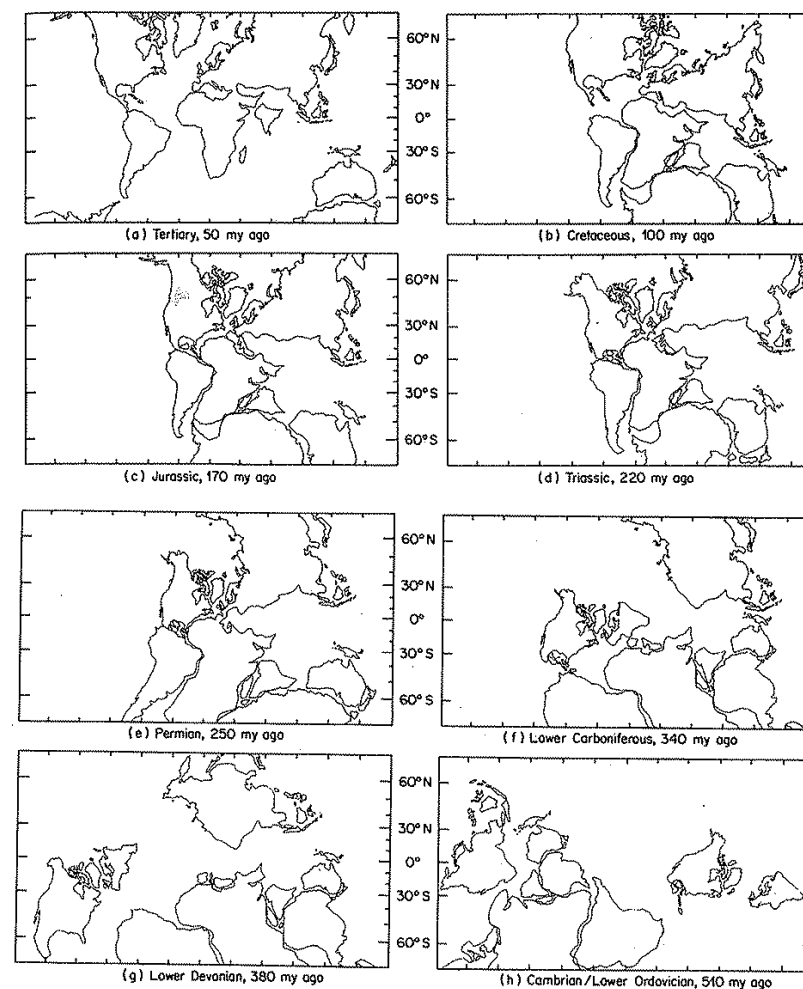 60°N
30°N
0°
30°S
60°S
(a) Tertiary, 50 my ago
(b) Cretaceous, 100 my ago
60°N
30°N
0°
30°S
60°S
(c) Jurassic, 170 my ago
(d) Triassic, 220 my ago
60°N
30°N
0°
30°S
60°S
(e) Permian, 250 my ago
(f) Lower Carboniferous, 340 my ago
60°N
30°N
0°
30°S
60°S
(g) Lower Devonian, 380 my ago
(h) Cambrian/Lower Ordovician, 510 my ago